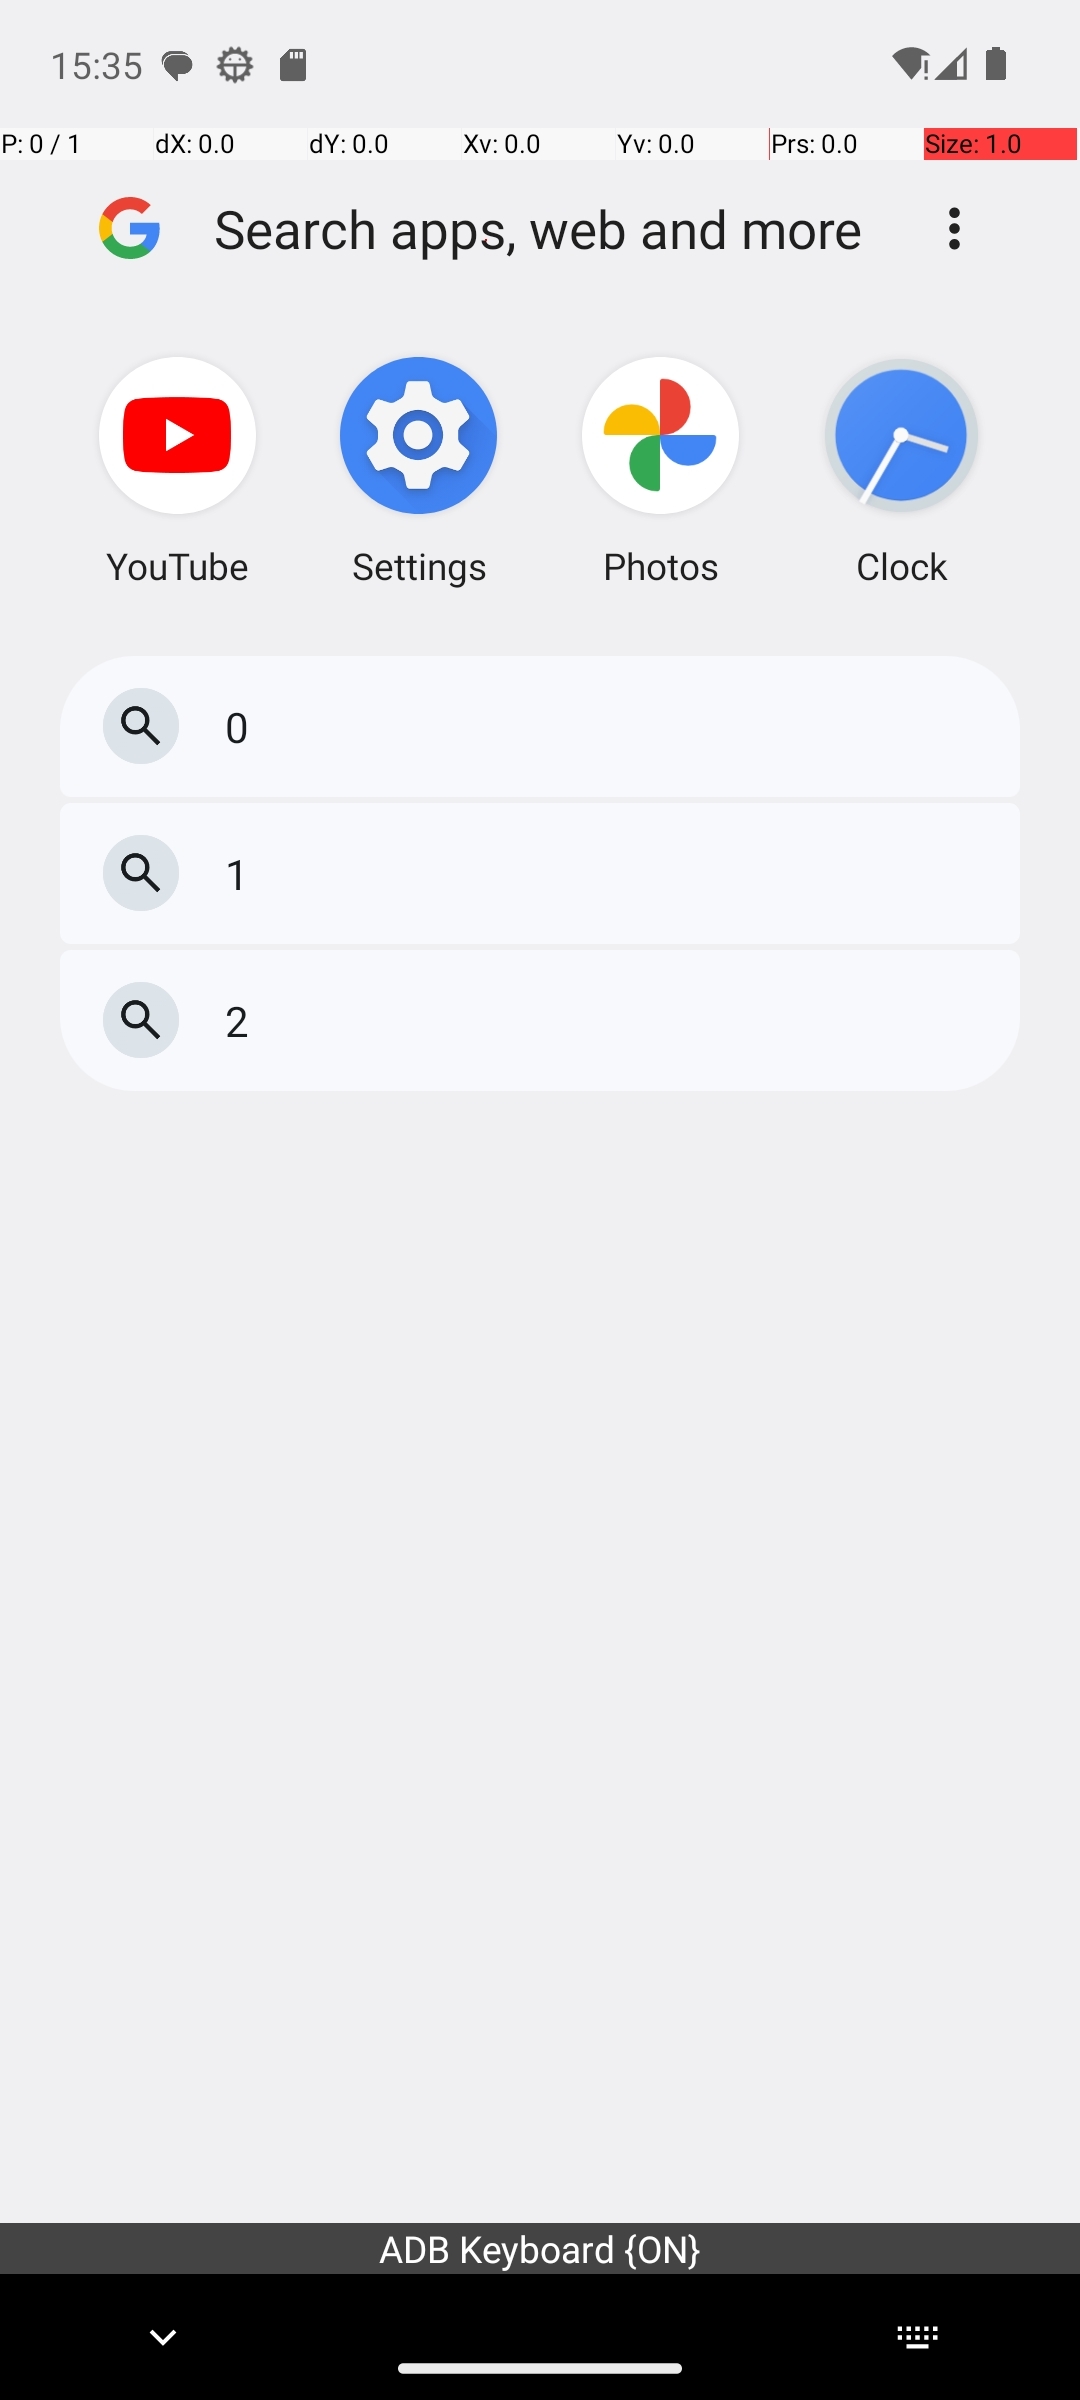 15:35
P: 0 / 1 dX: 0.0 dY: 0.0 Xv: 0.0 Yv: 0.0 Prs: 0.0 Size: 1.0
Search apps, web and more
YouTube Settings Photos Clock
0
1
2
ADB Keyboard {ON}